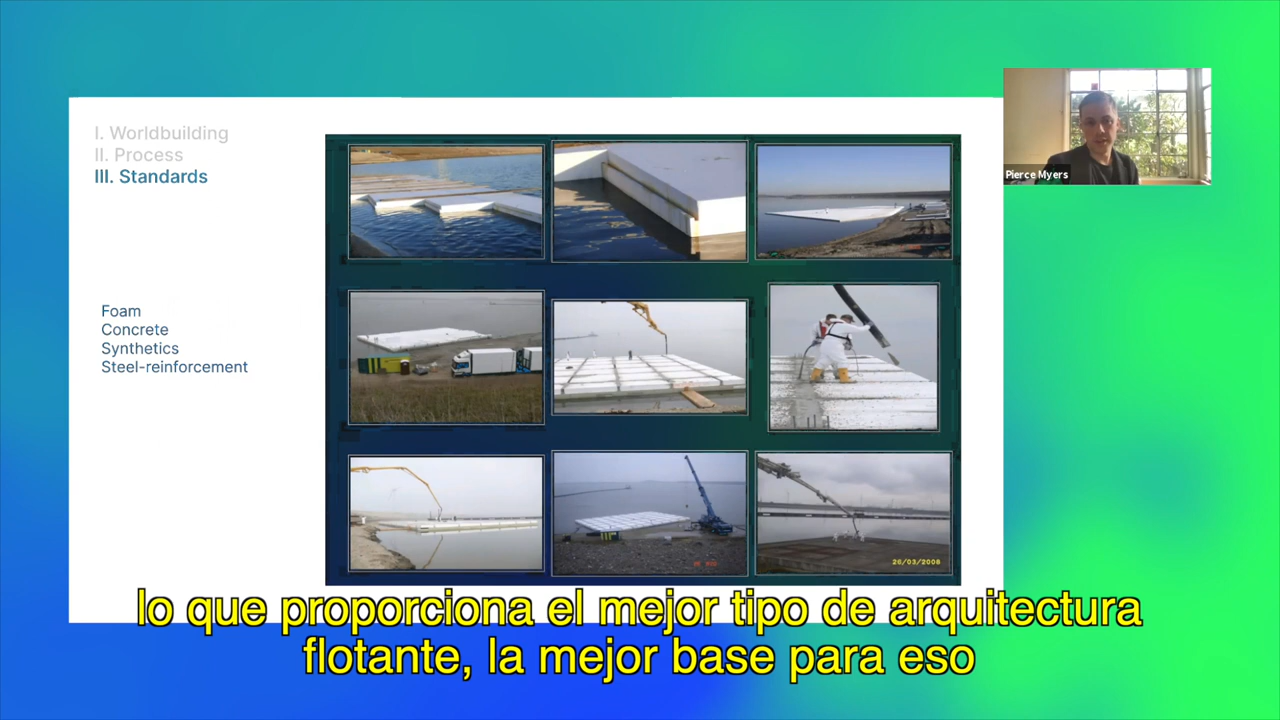 I. Worldbuilding
II. Process
III. Standards
Pierce Myers
Foam
Concrete
Synthetics
Steel-reinforcement
26/03/2008
lo que proporciona el mejor tipo de arquitectura
flotante, la mejor base para eso